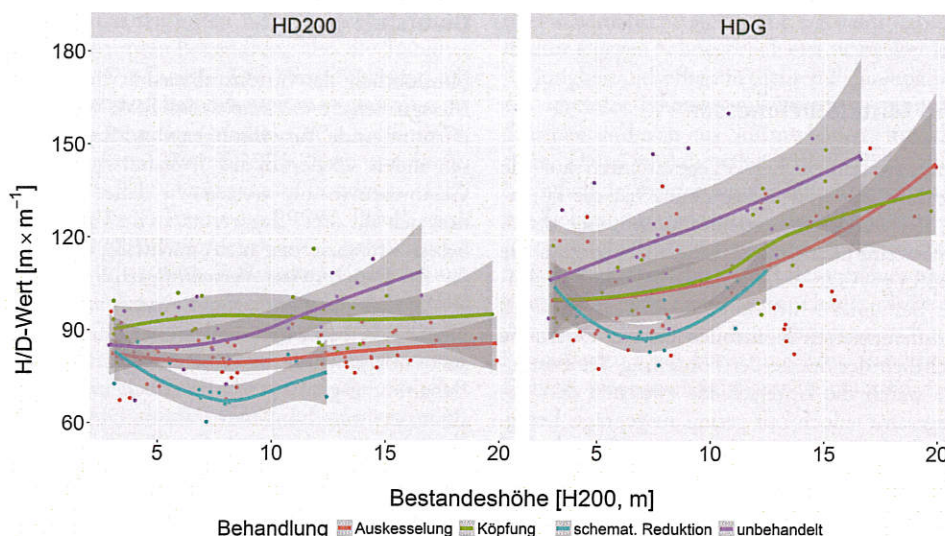 HD200
HDG
180
150
120
90
60
H/D-Wert [m × m⁻¹]
5
10
15
20
5
10
15
20
Bestandeshöhe [H200, m]
Behandlung Auskesselung Köpfung schemat. Reduktion unbehandelt